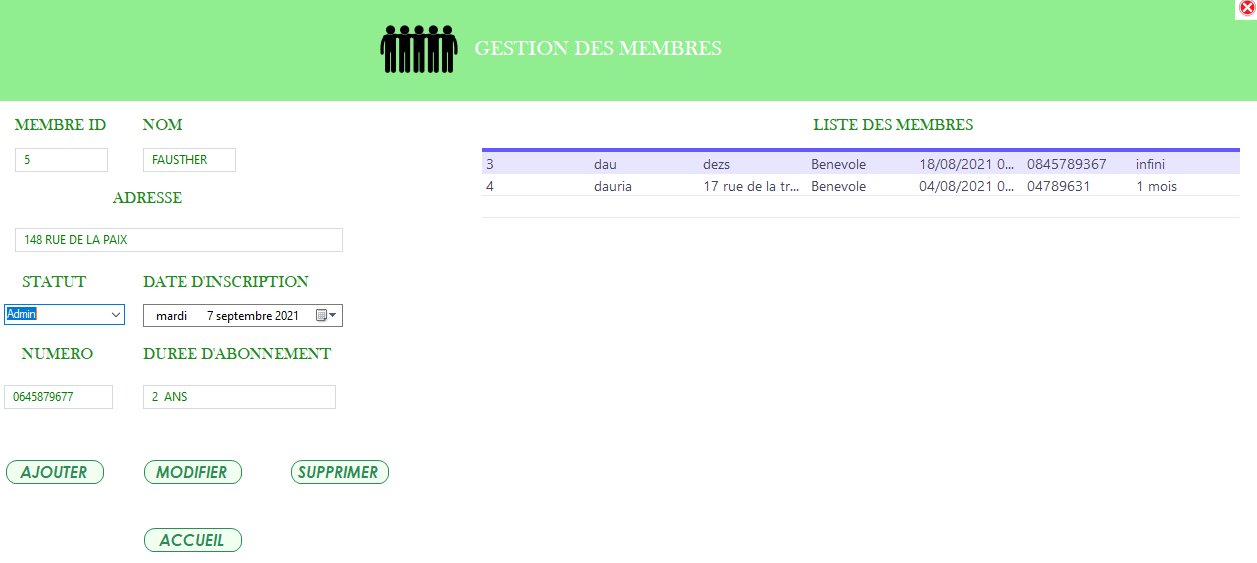 GESTION DES MEMBRES
MEMBRE ID NOM
5 FAUSTHER
ADRESSE
148 RUE DE LA PAIX
STATUT DATE D'INSCRIPTION
Admin mardi 7 septembre 2021
NUMERO DUREE D'ABONNEMENT
0645879677 2 ANS
AJOUTER MODIFIER SUPPRIMER
ACCUEIL
LISTE DES MEMBRES
3 dau dezs Benevole 18/08/2021 0... 0845789367 infini
4 dauria 17 rue de la tr... Benevole 04/08/2021 0... 04789631 1 mois